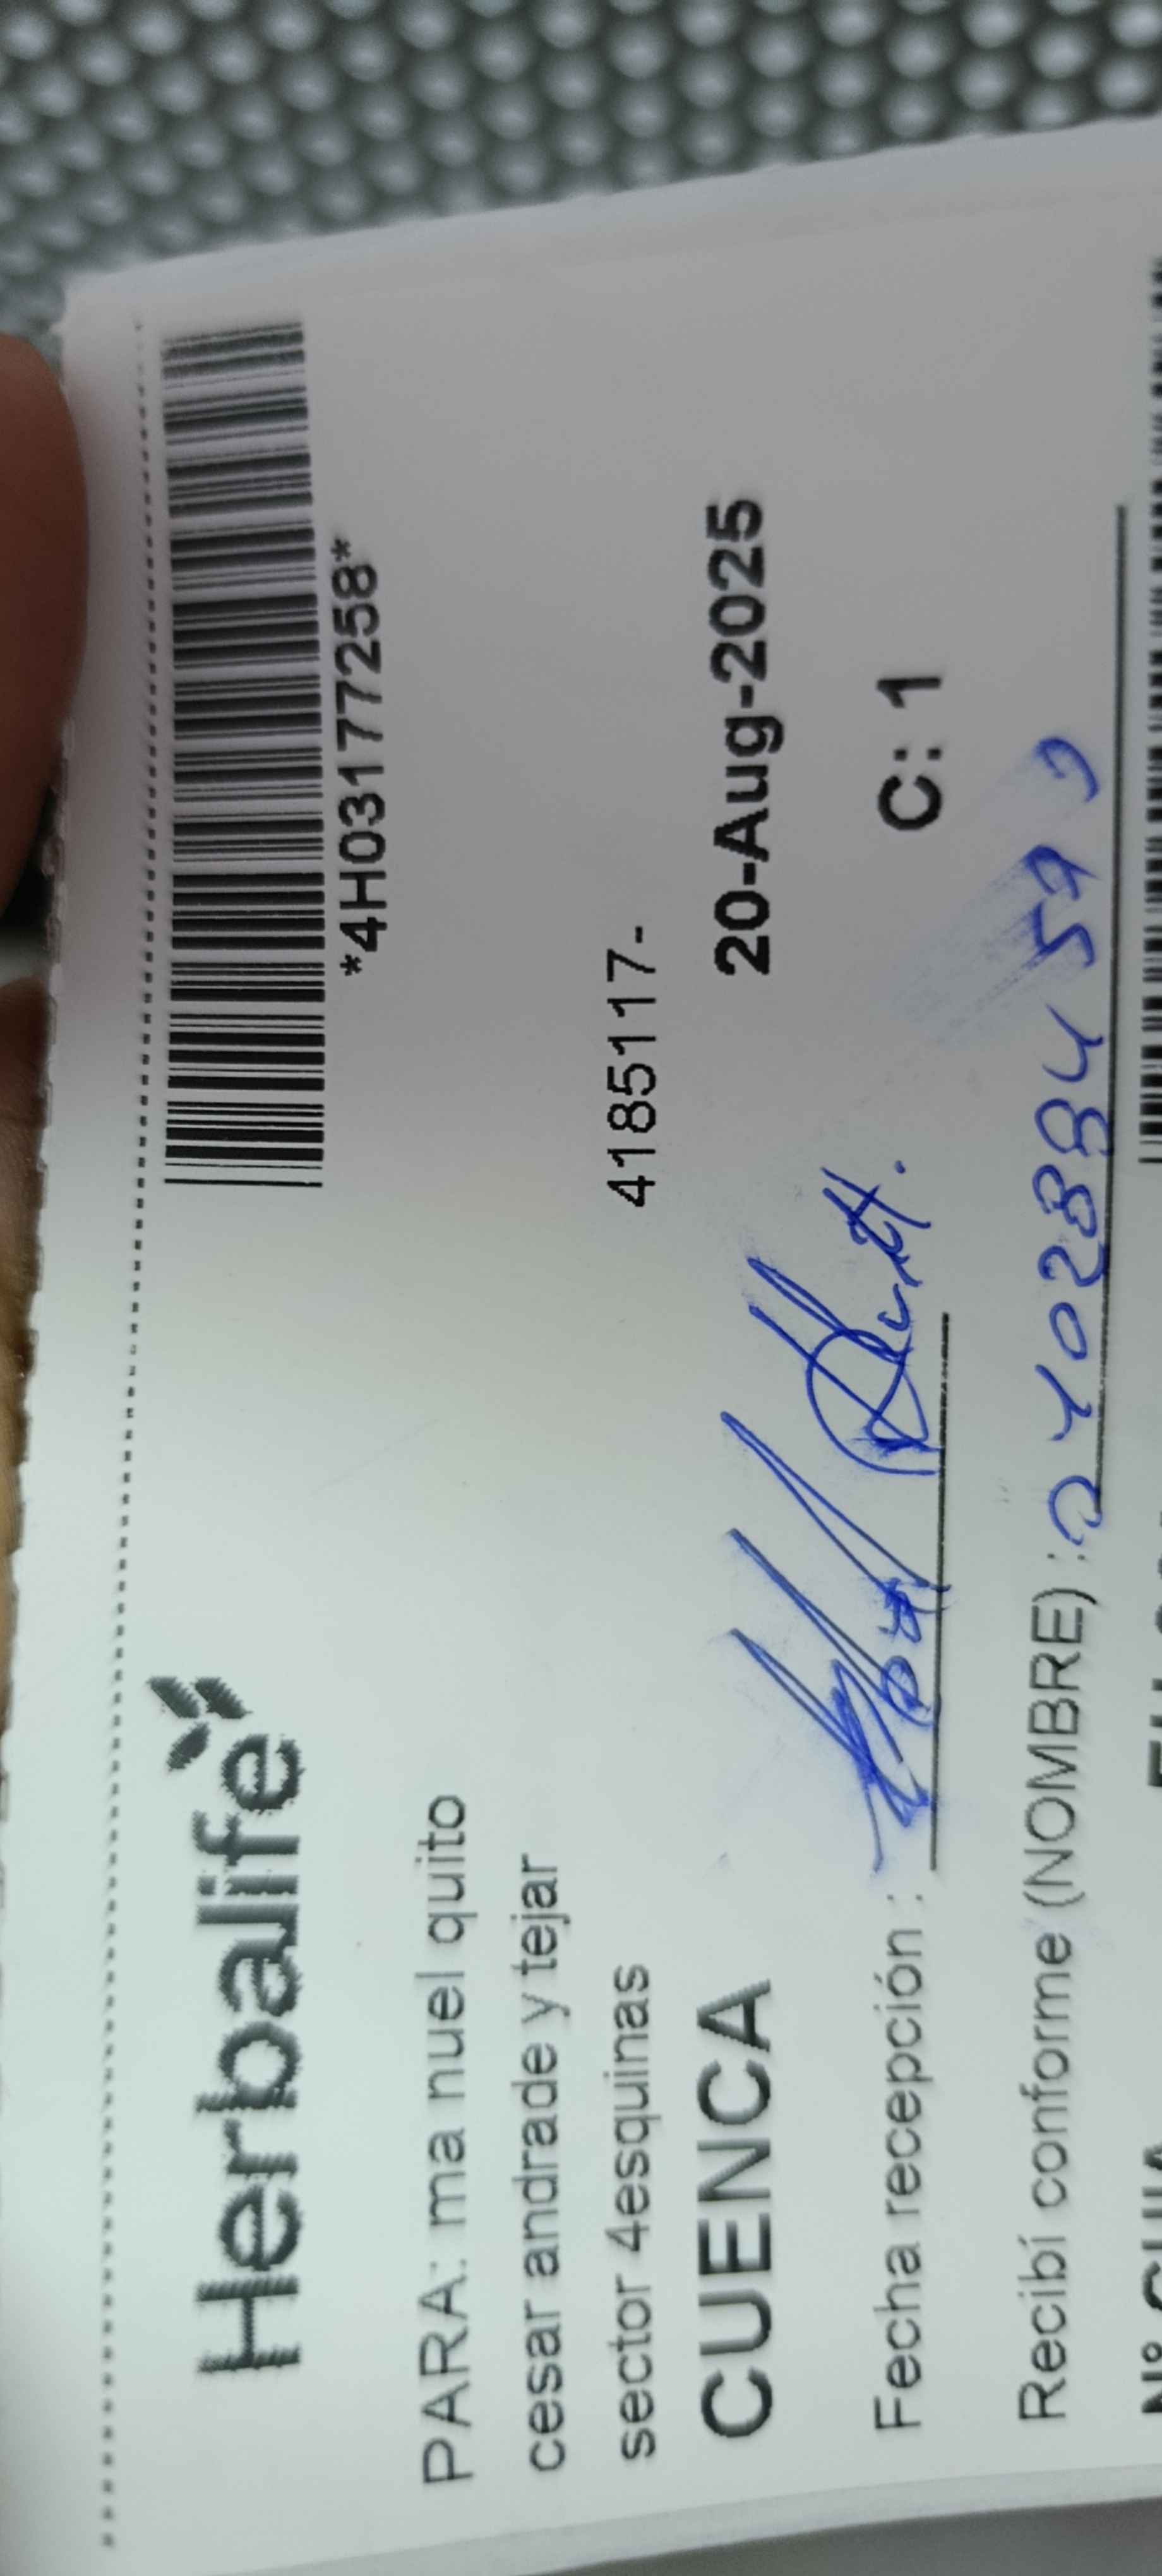 Herbalife
*4H03177258*
PARA: ma nuel quito
cesar andrade y tejar
sector 4esquinas 4185117-
CUENCA 20-Aug-2025
Fecha recepción :
C: 1
Recibí conforme (NOMBRE) :